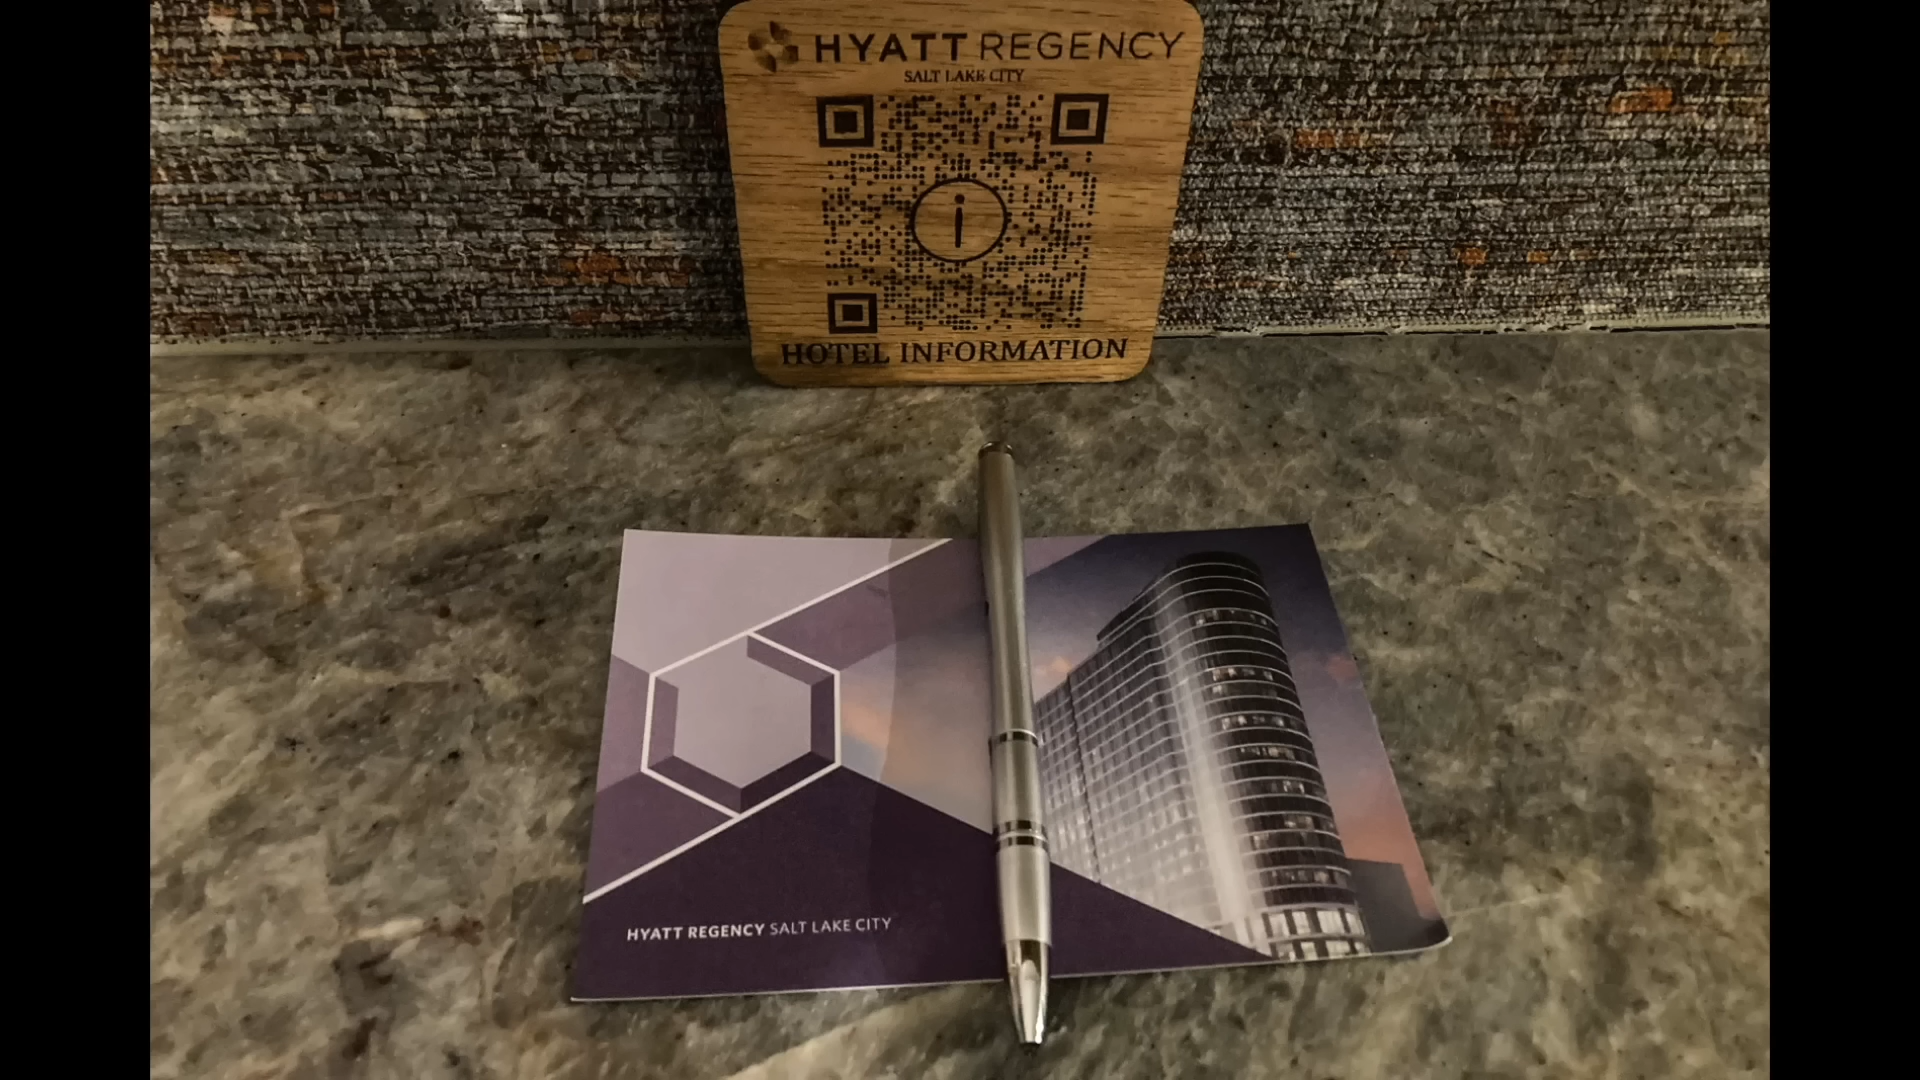 HYATT REGENCY
SALT LAKE CITY
i
HOTEL INFORMATION
HYATT REGENCY SALT LAKE CITY